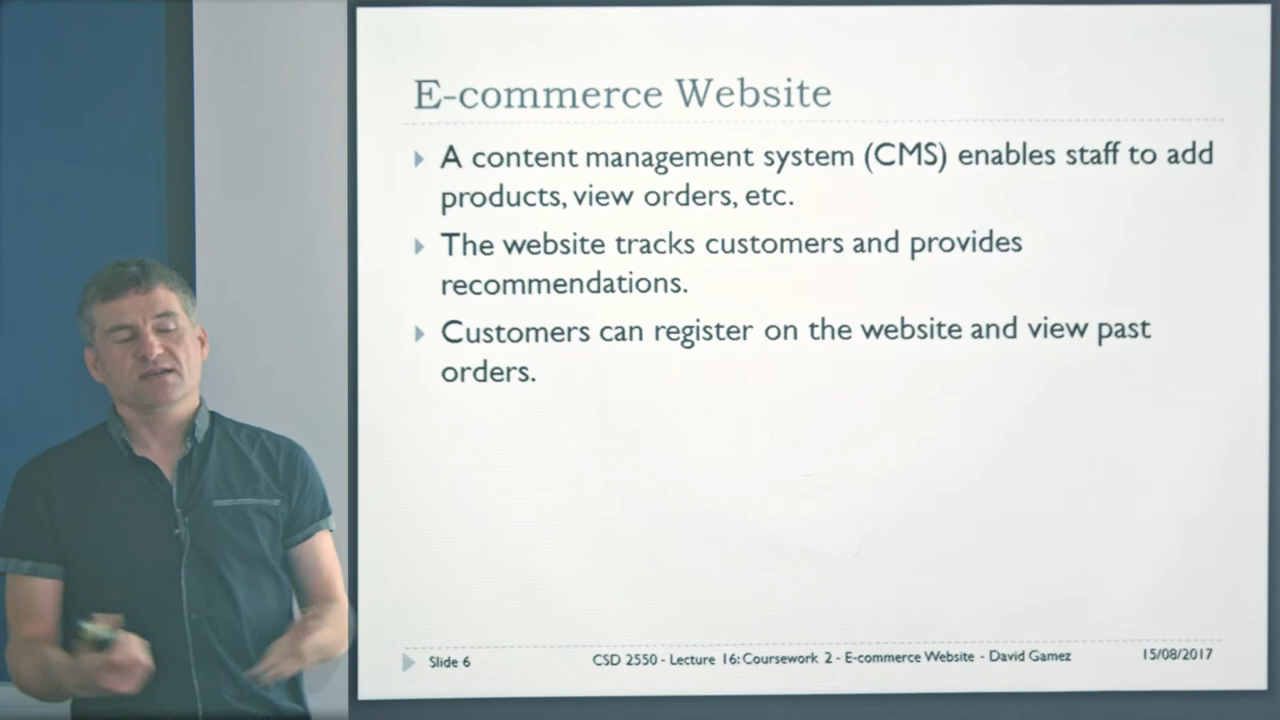 E-commerce Website
A content management system (CMS) enables staff to add
products, view orders, etc.
The website tracks customers and provides
recommendations.
Customers can register on the website and view past
orders.
Slide 6
CSD 2550 - Lecture 16: Coursework 2 - E-commerce Website - David Gamez
15/08/2017